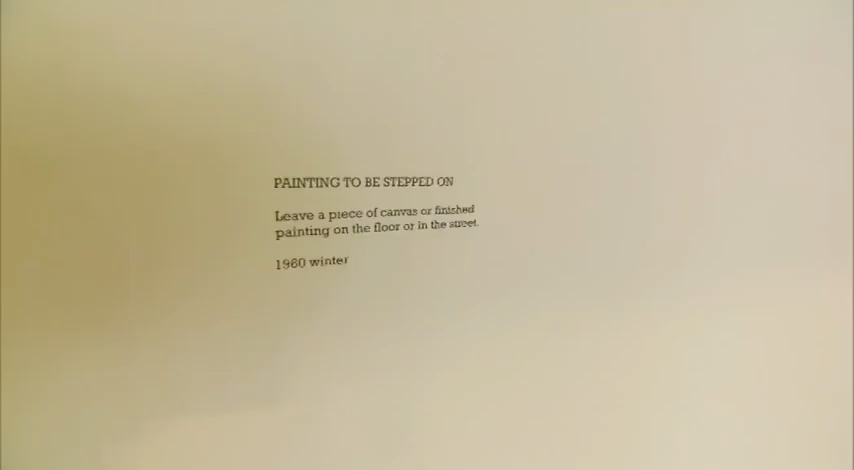 PAINTING TO BE STEPPED ON
Leave a piece of canvas or finished
painting on the floor or in the street.
1960 winter